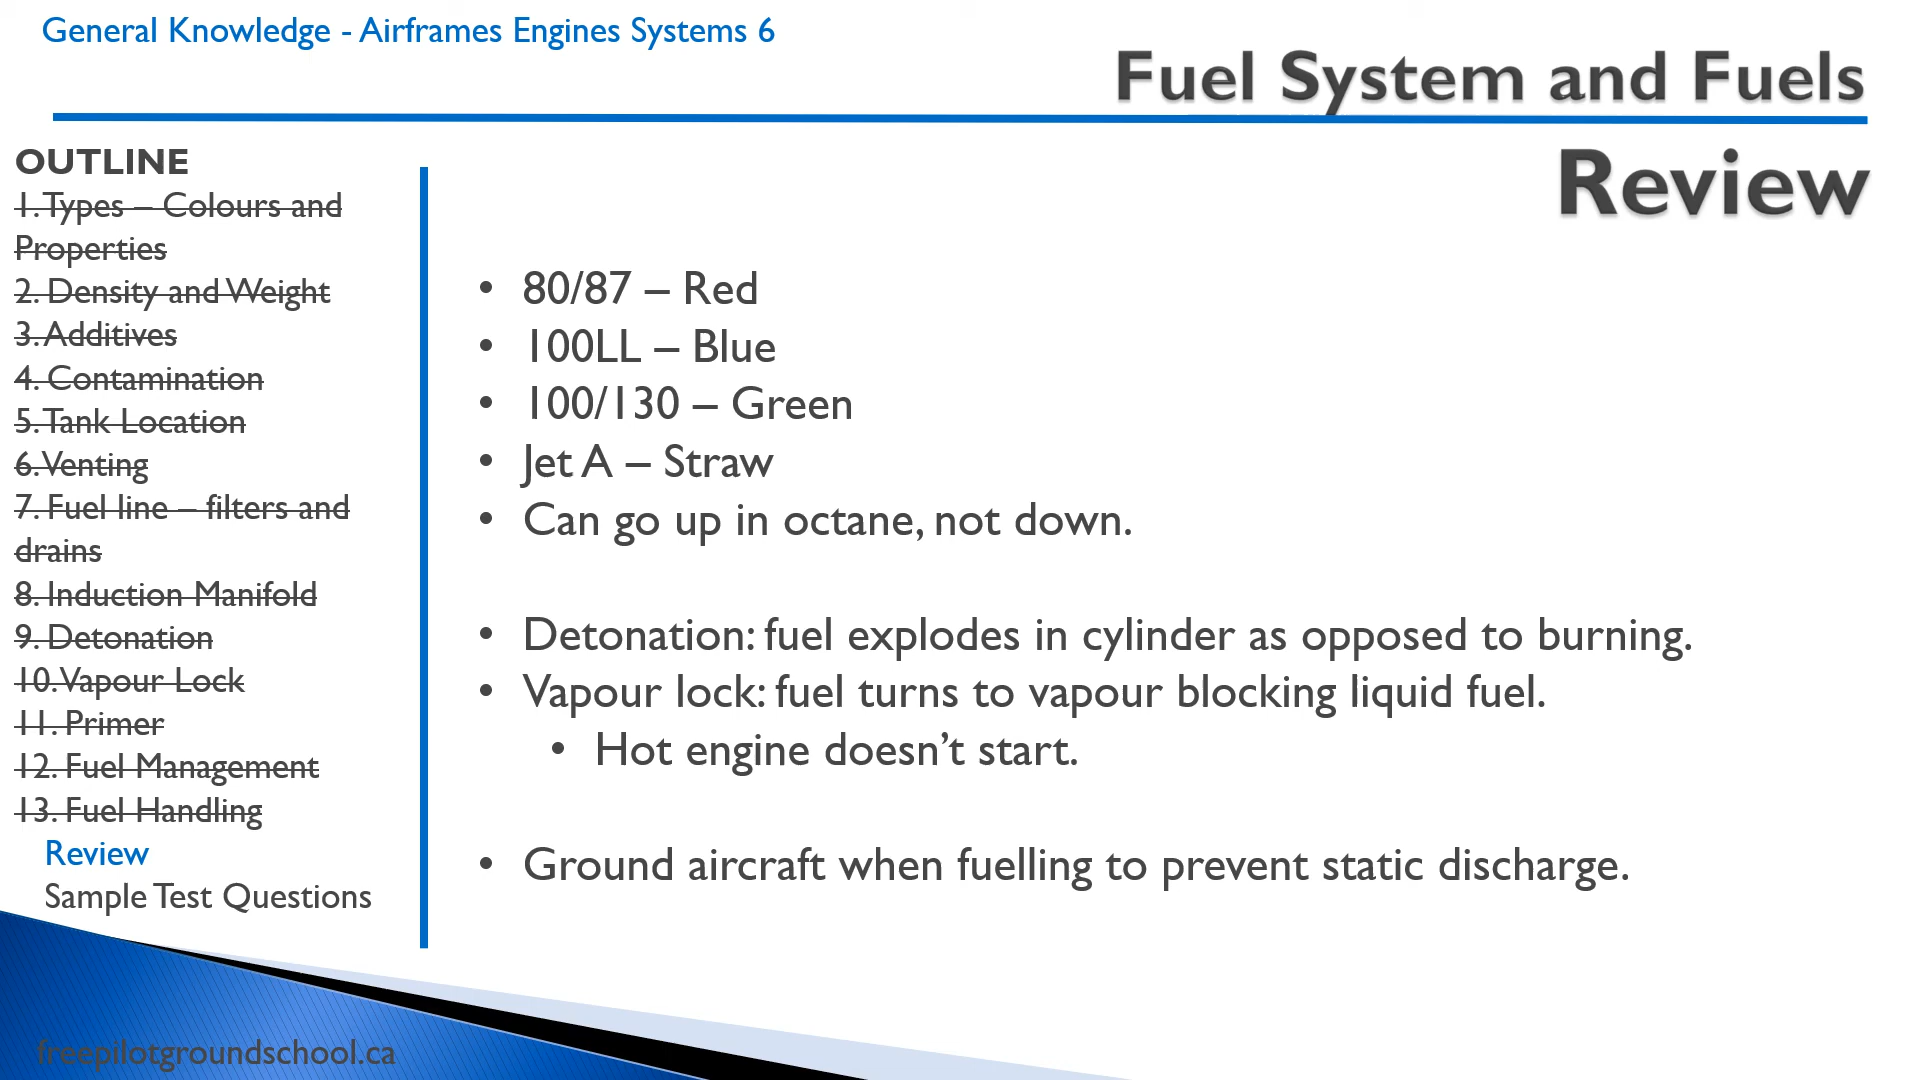 General Knowledge - Airframes Engines Systems 6
Fuel System and Fuels
Review
OUTLINE
1. Types – Colours and
Properties
2. Density and Weight
3. Additives
4. Contamination
5. Tank Location
6. Venting
7. Fuel line – filters and
drains
8. Induction Manifold
9. Detonation
10. Vapour Lock
11. Primer
12. Fuel Management
13. Fuel Handling
Review
Sample Test Questions
• 80/87 – Red
• 100LL – Blue
• 100/130 – Green
• Jet A – Straw
• Can go up in octane, not down.
• Detonation: fuel explodes in cylinder as opposed to burning.
• Vapour lock: fuel turns to vapour blocking liquid fuel.
• Hot engine doesn’t start.
• Ground aircraft when fuelling to prevent static discharge.
freepilotgroundschool.ca